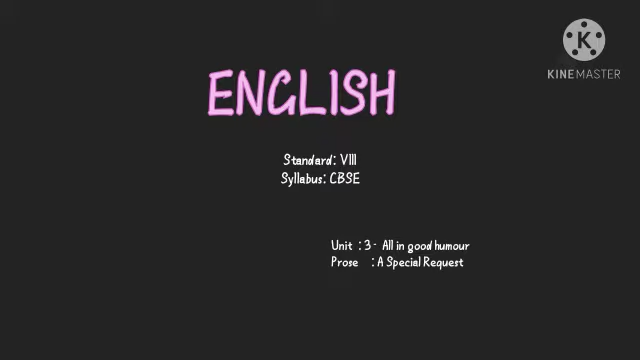 KINEMASTER
ENGLISH
Standard: VIII
Syllabus: CBSE
Unit : 3 - All in good humour
Prose : A Special Request